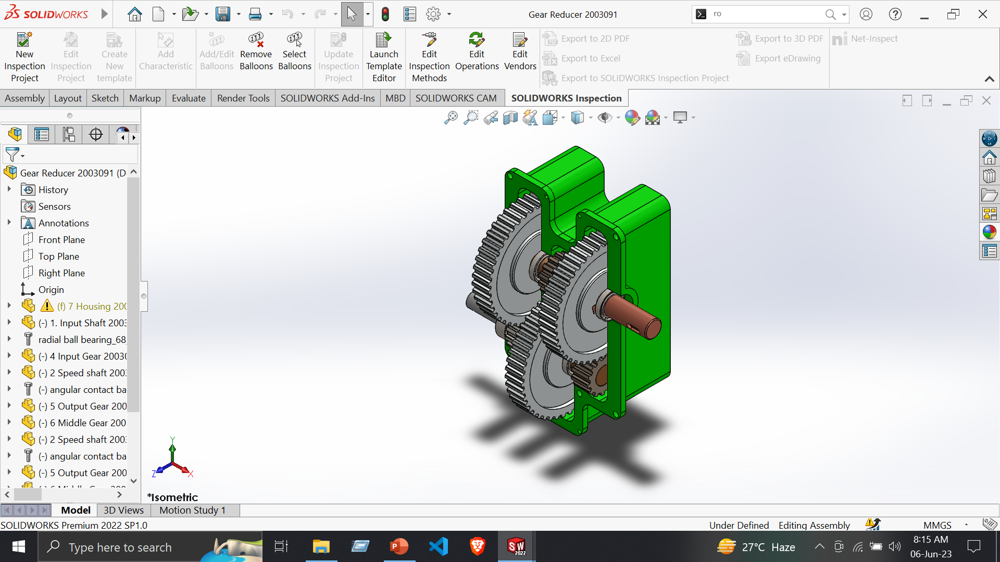 SOLIDWORKS
Gear Reducer 2003091
ro
New Inspection Project
Edit Inspection Project
Create New template
Add Characteristic
Add/Edit Balloons
Remove Balloons
Select Balloons
Update Inspection Project
Launch Template Editor
Edit Inspection Methods
Edit Operations
Edit Vendors
Export to 2D PDF
Export to Excel
Export to SOLIDWORKS Inspection Project
Export to 3D PDF
Export eDrawing
Net-Inspect
Assembly
Layout
Sketch
Markup
Evaluate
Render Tools
SOLIDWORKS Add-Ins
MBD
SOLIDWORKS CAM
SOLIDWORKS Inspection
Gear Reducer 2003091 (D
History
Sensors
Annotations
Front Plane
Top Plane
Right Plane
Origin
(f) 7 Housing 200
(-) 1. Input Shaft 2003
radial ball bearing_68_
(-) 4 Input Gear 20030
(-) 2 Speed shaft 2003
(-) angular contact ba
(-) 5 Output Gear 200
(-) 6 Middle Gear 200
(-) 2 Speed shaft 2003
(-) angular contact ba
(-) 5 Output Gear 200
Y
Z
X
*Isometric
Model
3D Views
Motion Study 1
SOLIDWORKS Premium 2022 SP1.0
Under Defined
Editing Assembly
MMGS
Type here to search
SW
2022
27°C Haze
8:15 AM
06-Jun-23